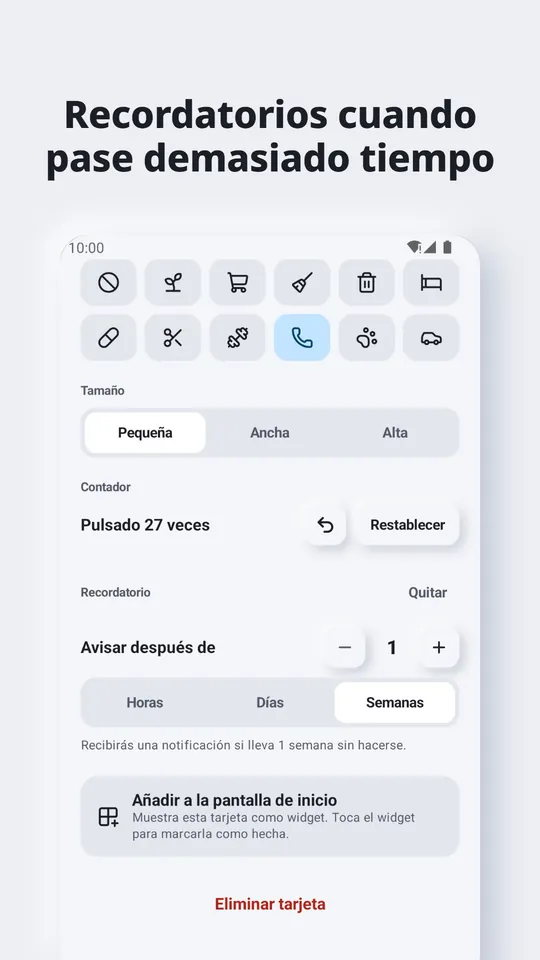 Recordatorios cuando
pase demasiado tiempo
10:00
Tamaño
Pequeña Ancha Alta
Contador
Pulsado 27 veces Restablecer
Recordatorio Quitar
Avisar después de − 1 +
Horas Días Semanas
Recibirás una notificación si lleva 1 semana sin hacerse.
Añadir a la pantalla de inicio
Muestra esta tarjeta como widget. Toca el widget
para marcarla como hecha.
Eliminar tarjeta